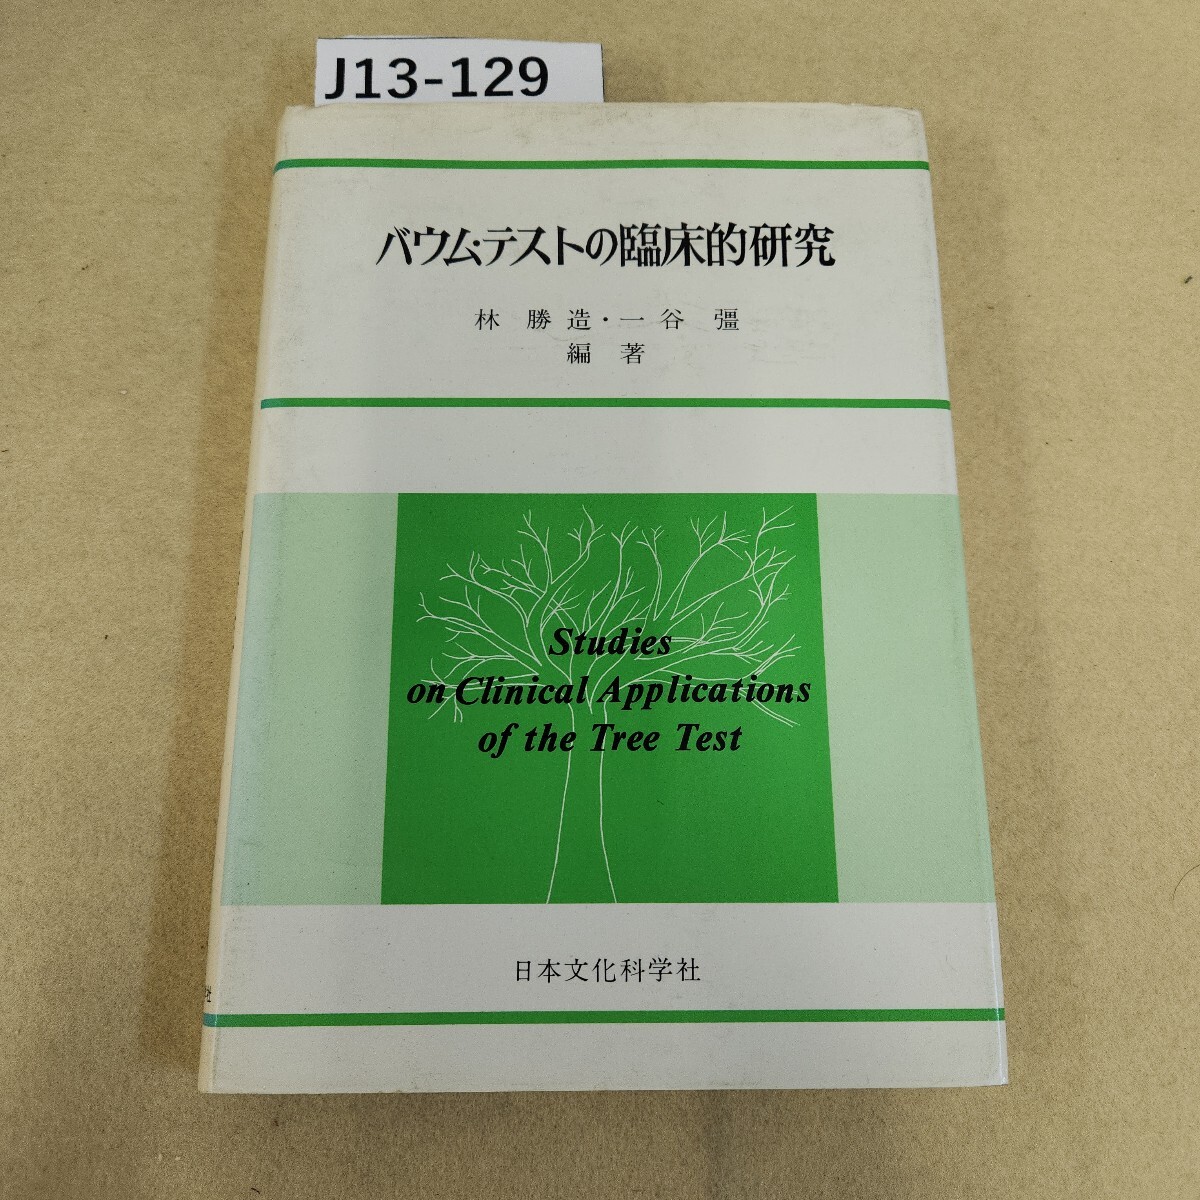 J13-129
バウム・テストの臨床的研究
林 勝造・一谷 彊
編 著
Studies
on Clinical Applications
of the Tree Test
日本文化科学社
社